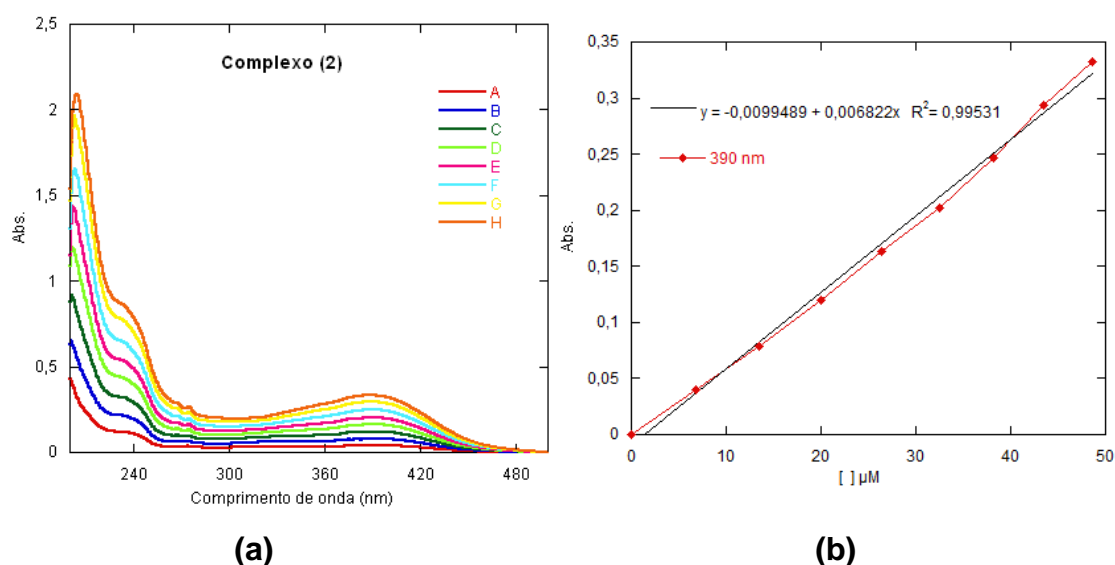 2,5
2
1,5
1
0,5
0
Abs.
Complexo (2)
A
B
C
D
E
F
G
H
240 300 360 420 480
Comprimento de onda (nm)
(a)
0,35
0,3
0,25
0,2
0,15
0,1
0,05
0
Abs.
y = -0,0099489 + 0,006822x R²= 0,99531
390 nm
0 10 20 30 40 50
[ ] µM
(b)